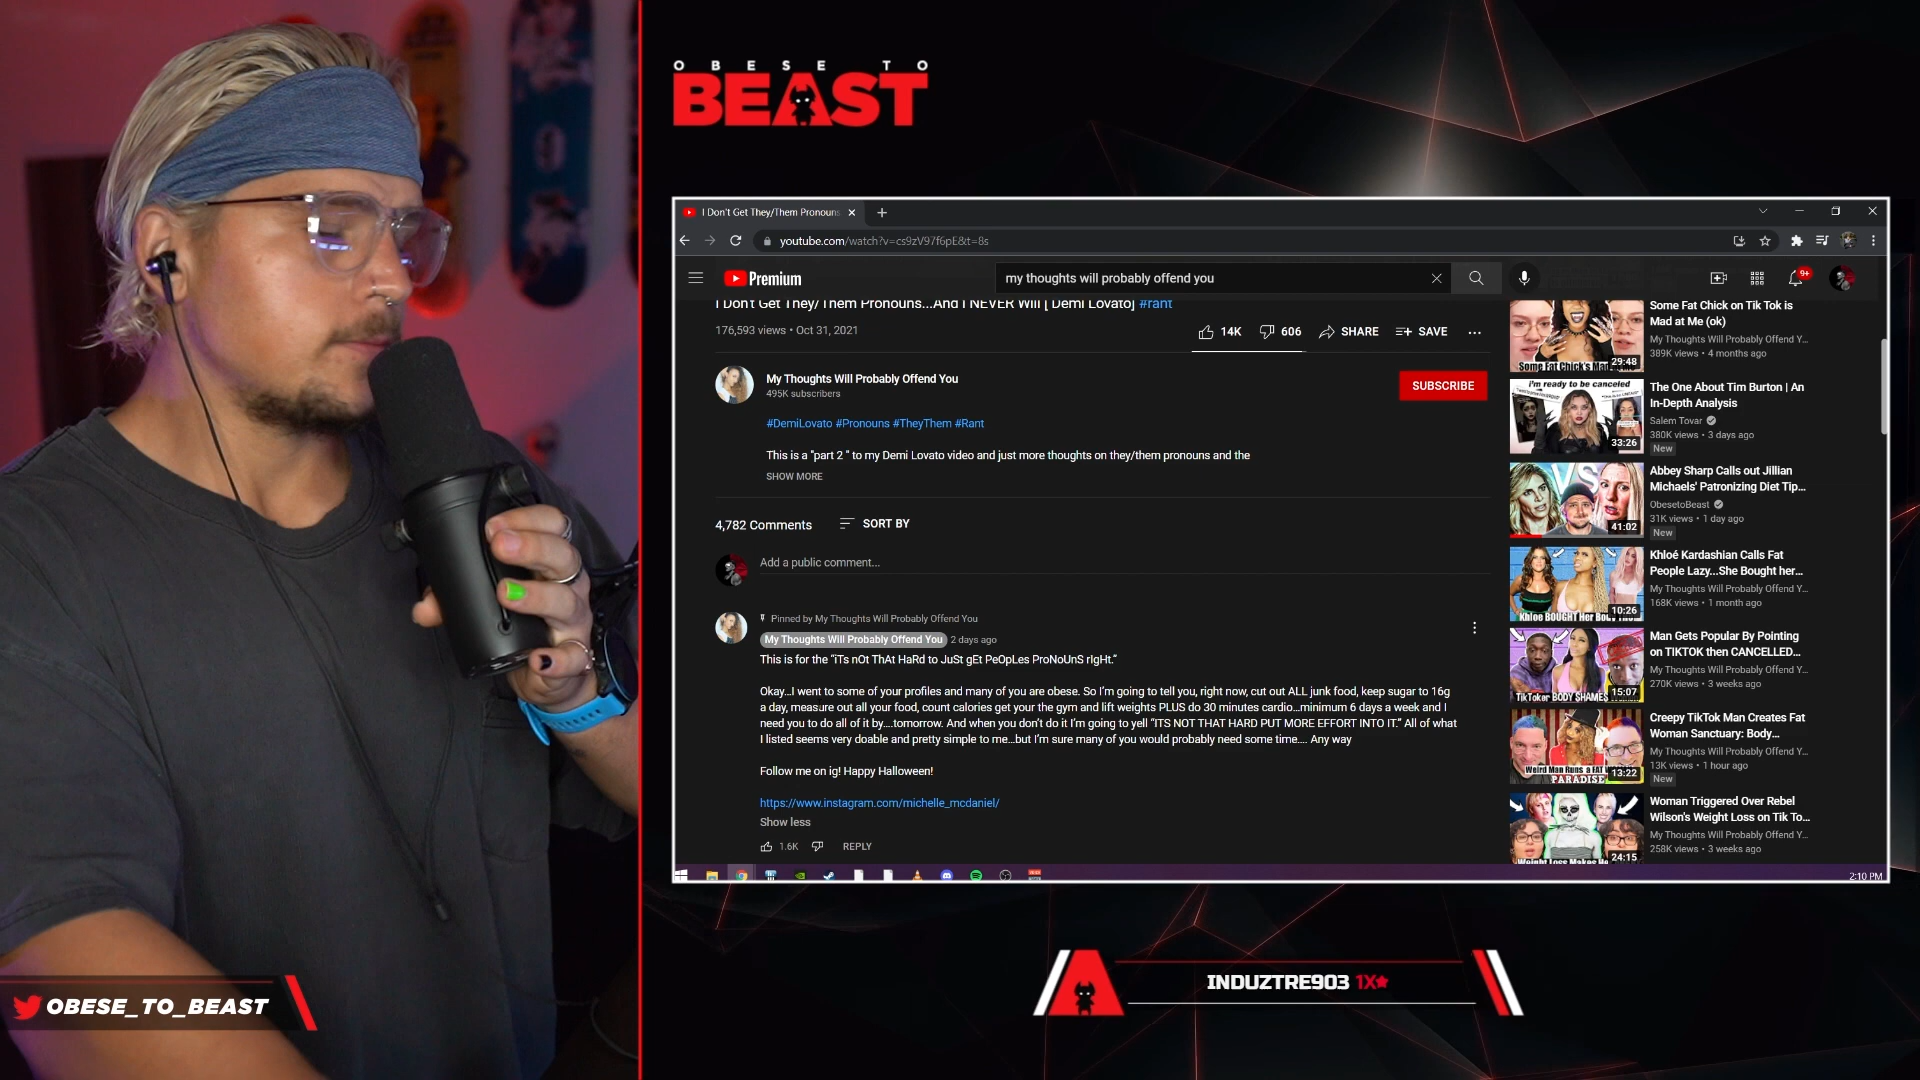 OBESE TO
BEAST
I Don't Get They/Them Pronouns
youtube.com/watch?v=cs9zV97f6pE&t=8s
Premium
my thoughts will probably offend you
9+
I Don't Get They/Them Pronouns...And I NEVER Will [ Demi Lovato] #rant
176,593 views • Oct 31, 2021
14K
606
SHARE
SAVE
My Thoughts Will Probably Offend You
495K subscribers
SUBSCRIBE
#DemiLovato #Pronouns #TheyThem #Rant
This is a "part 2 " to my Demi Lovato video and just more thoughts on they/them pronouns and the
SHOW MORE
4,782 Comments
SORT BY
Add a public comment...
Pinned by My Thoughts Will Probably Offend You
My Thoughts Will Probably Offend You 2 days ago
This is for the “iTs nOt ThAt HaRd to JuSt gEt PeOpLes ProNoUnS rIgHt.”
Okay...I went to some of your profiles and many of you are obese. So I’m going to tell you, right now, cut out ALL junk food, keep sugar to 16g
a day, measure out all your food, count calories get your the gym and lift weights PLUS do 30 minutes cardio...minimum 6 days a week and I
need you to do all of it by....tomorrow. And when you don’t do it I’m going to yell “ITS NOT THAT HARD PUT MORE EFFORT INTO IT.” All of what
I listed seems very doable and pretty simple to me...but I’m sure many of you would probably need some time.... Any way
Follow me on ig! Happy Halloween!
https://www.instagram.com/michelle_mcdaniel/
Show less
1.6K
REPLY
Some Fat Chick on Tik Tok is
Mad at Me (ok)
My Thoughts Will Probably Offend Y...
389K views • 4 months ago
29:48
Some Fat Chick's Mad
i'm ready to be canceled
33:26
The One About Tim Burton | An
In-Depth Analysis
Salem Tovar
380K views • 3 days ago
New
VS
41:02
Abbey Sharp Calls out Jillian
Michaels' Patronizing Diet Tip...
ObesetoBeast
31K views • 1 day ago
New
10:26
Khloe BOUGHT Her Body
Khloé Kardashian Calls Fat
People Lazy...She Bought her...
My Thoughts Will Probably Offend Y...
168K views • 1 month ago
15:07
TikToker BODY SHAMES
Man Gets Popular By Pointing
on TIKTOK then CANCELLED...
My Thoughts Will Probably Offend Y...
270K views • 3 weeks ago
13:22
Weird Man Runs a FAT
PARADISE
Creepy TikTok Man Creates Fat
Woman Sanctuary: Body...
My Thoughts Will Probably Offend Y...
13K views • 1 hour ago
New
24:15
Weight Loss Makes
Woman Triggered Over Rebel
Wilson's Weight Loss on Tik To...
My Thoughts Will Probably Offend Y...
258K views • 3 weeks ago
2:10 PM
OBESE_TO_BEAST
INDUZTRE903 1X